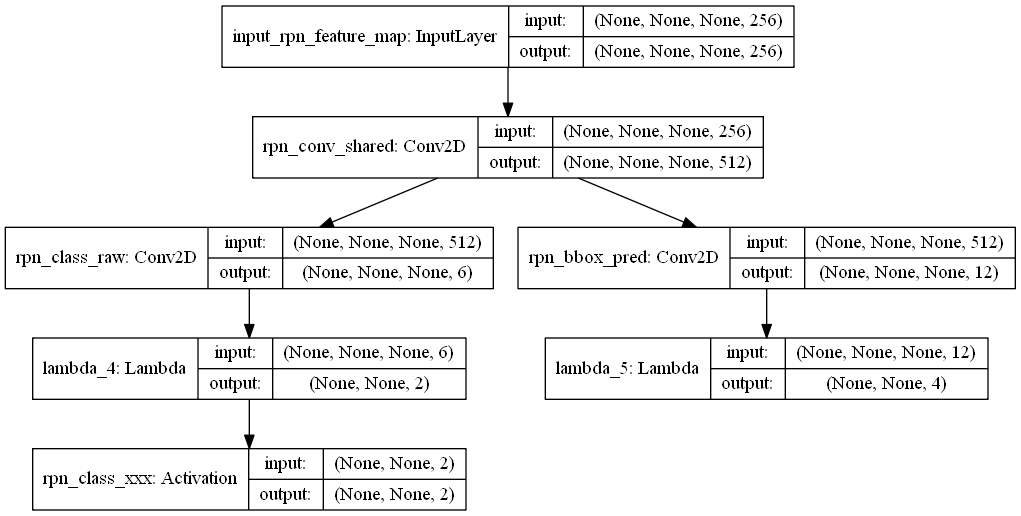 input_rpn_feature_map: InputLayer
input: (None, None, None, 256)
output: (None, None, None, 256)
rpn_conv_shared: Conv2D
input: (None, None, None, 256)
output: (None, None, None, 512)
rpn_class_raw: Conv2D
input: (None, None, None, 512)
output: (None, None, None, 6)
rpn_bbox_pred: Conv2D
input: (None, None, None, 512)
output: (None, None, None, 12)
lambda_4: Lambda
input: (None, None, None, 6)
output: (None, None, 2)
lambda_5: Lambda
input: (None, None, None, 12)
output: (None, None, 4)
rpn_class_xxx: Activation
input: (None, None, 2)
output: (None, None, 2)